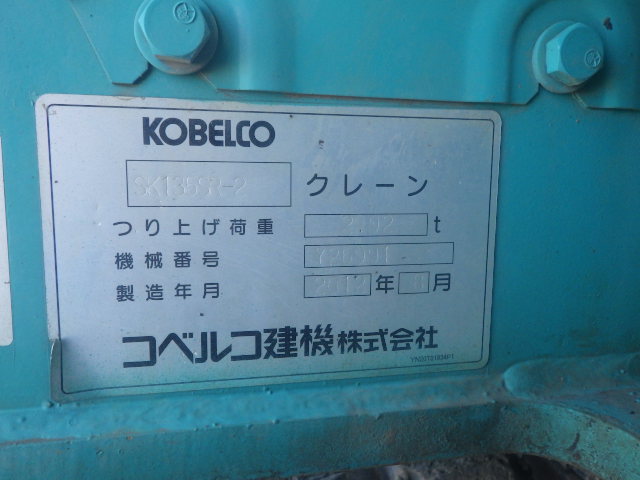 KOBELCO
SK135SR-2 クレーン
つり上げ荷重 t
機械番号
製造年月 2012 年 月
コベルコ建機株式会社